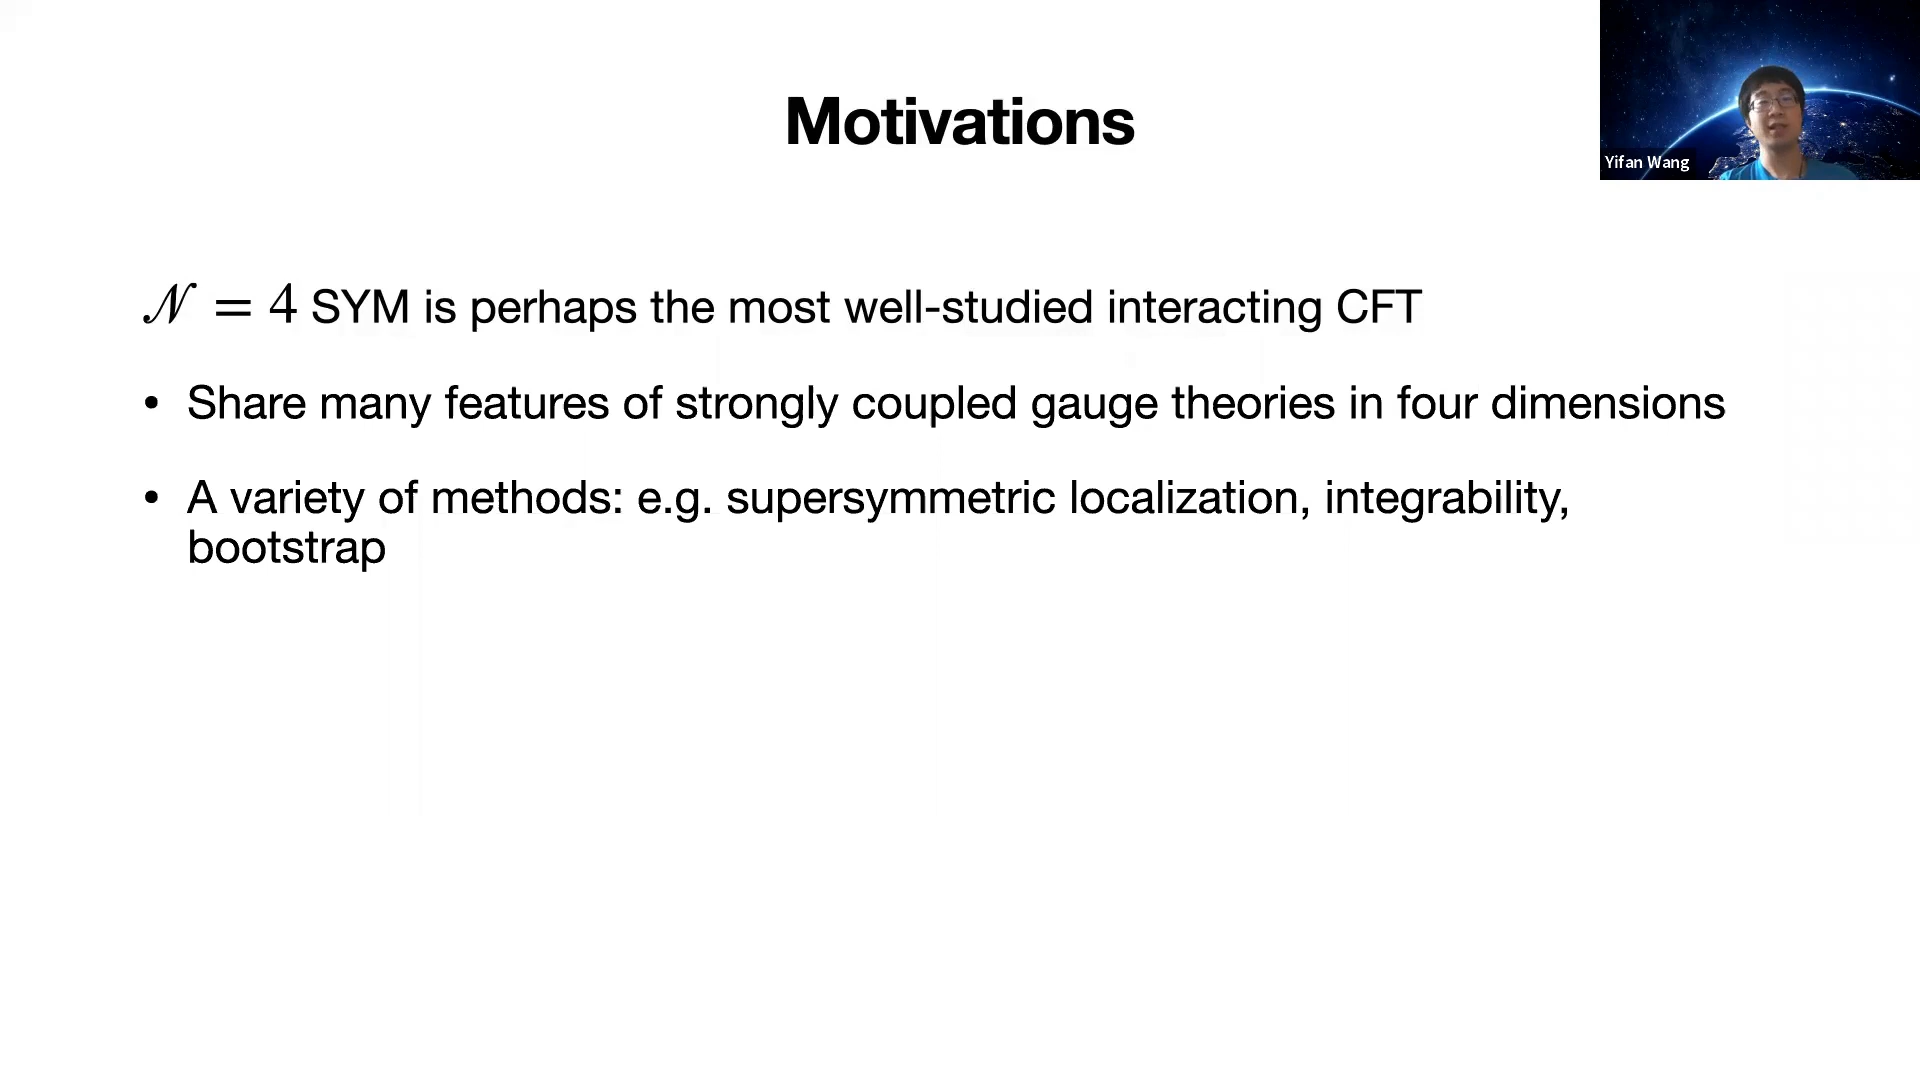 Motivations
Yifan Wang
𝒩 = 4 SYM is perhaps the most well-studied interacting CFT
• Share many features of strongly coupled gauge theories in four dimensions
• A variety of methods: e.g. supersymmetric localization, integrability,
bootstrap